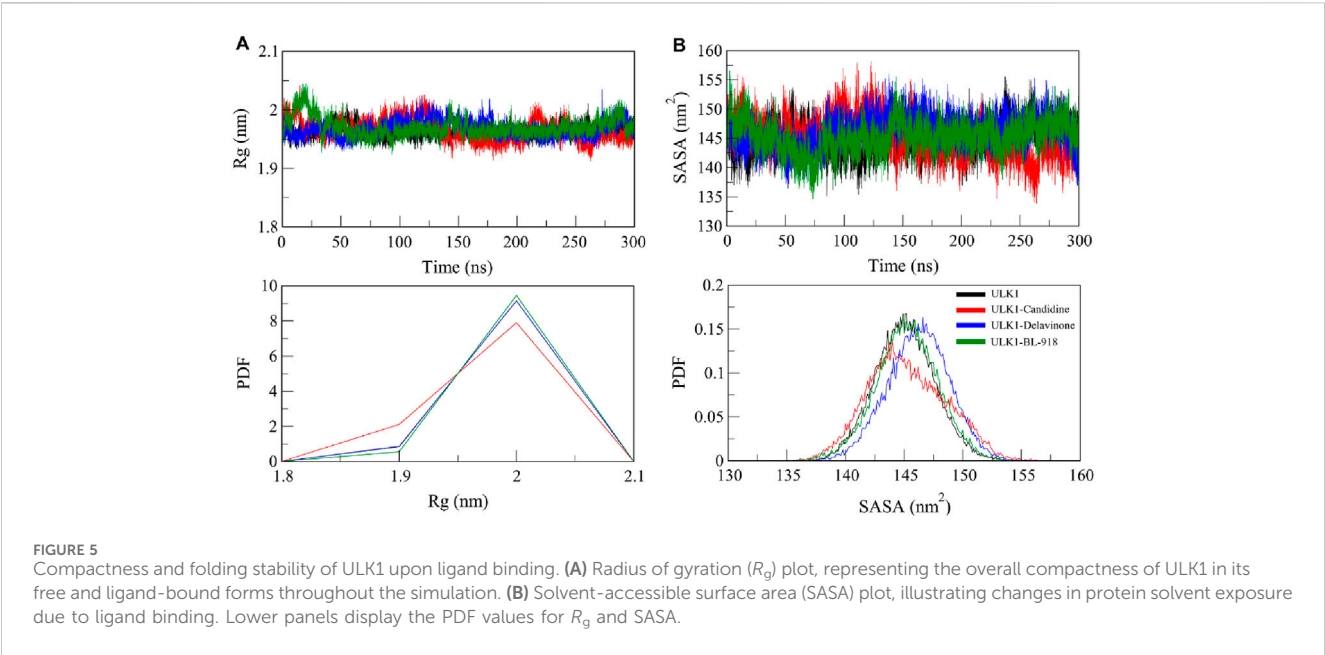 A
2.1
2
1.9
1.8
Rg (nm)
0 50 100 150 200 250 300
Time (ns)
B
160
155
150
145
140
135
130
SASA (nm²)
0 50 100 150 200 250 300
Time (ns)
10
8
6
4
2
0
PDF
1.8 1.9 2 2.1
Rg (nm)
0.2
0.15
0.1
0.05
0
PDF
ULK1
ULK1-Candidine
ULK1-Delavinone
ULK1-BL-918
130 135 140 145 150 155 160
SASA (nm²)
FIGURE 5
Compactness and folding stability of ULK1 upon ligand binding. (A) Radius of gyration (Rg) plot, representing the overall compactness of ULK1 in its
free and ligand-bound forms throughout the simulation. (B) Solvent-accessible surface area (SASA) plot, illustrating changes in protein solvent exposure
due to ligand binding. Lower panels display the PDF values for Rg and SASA.